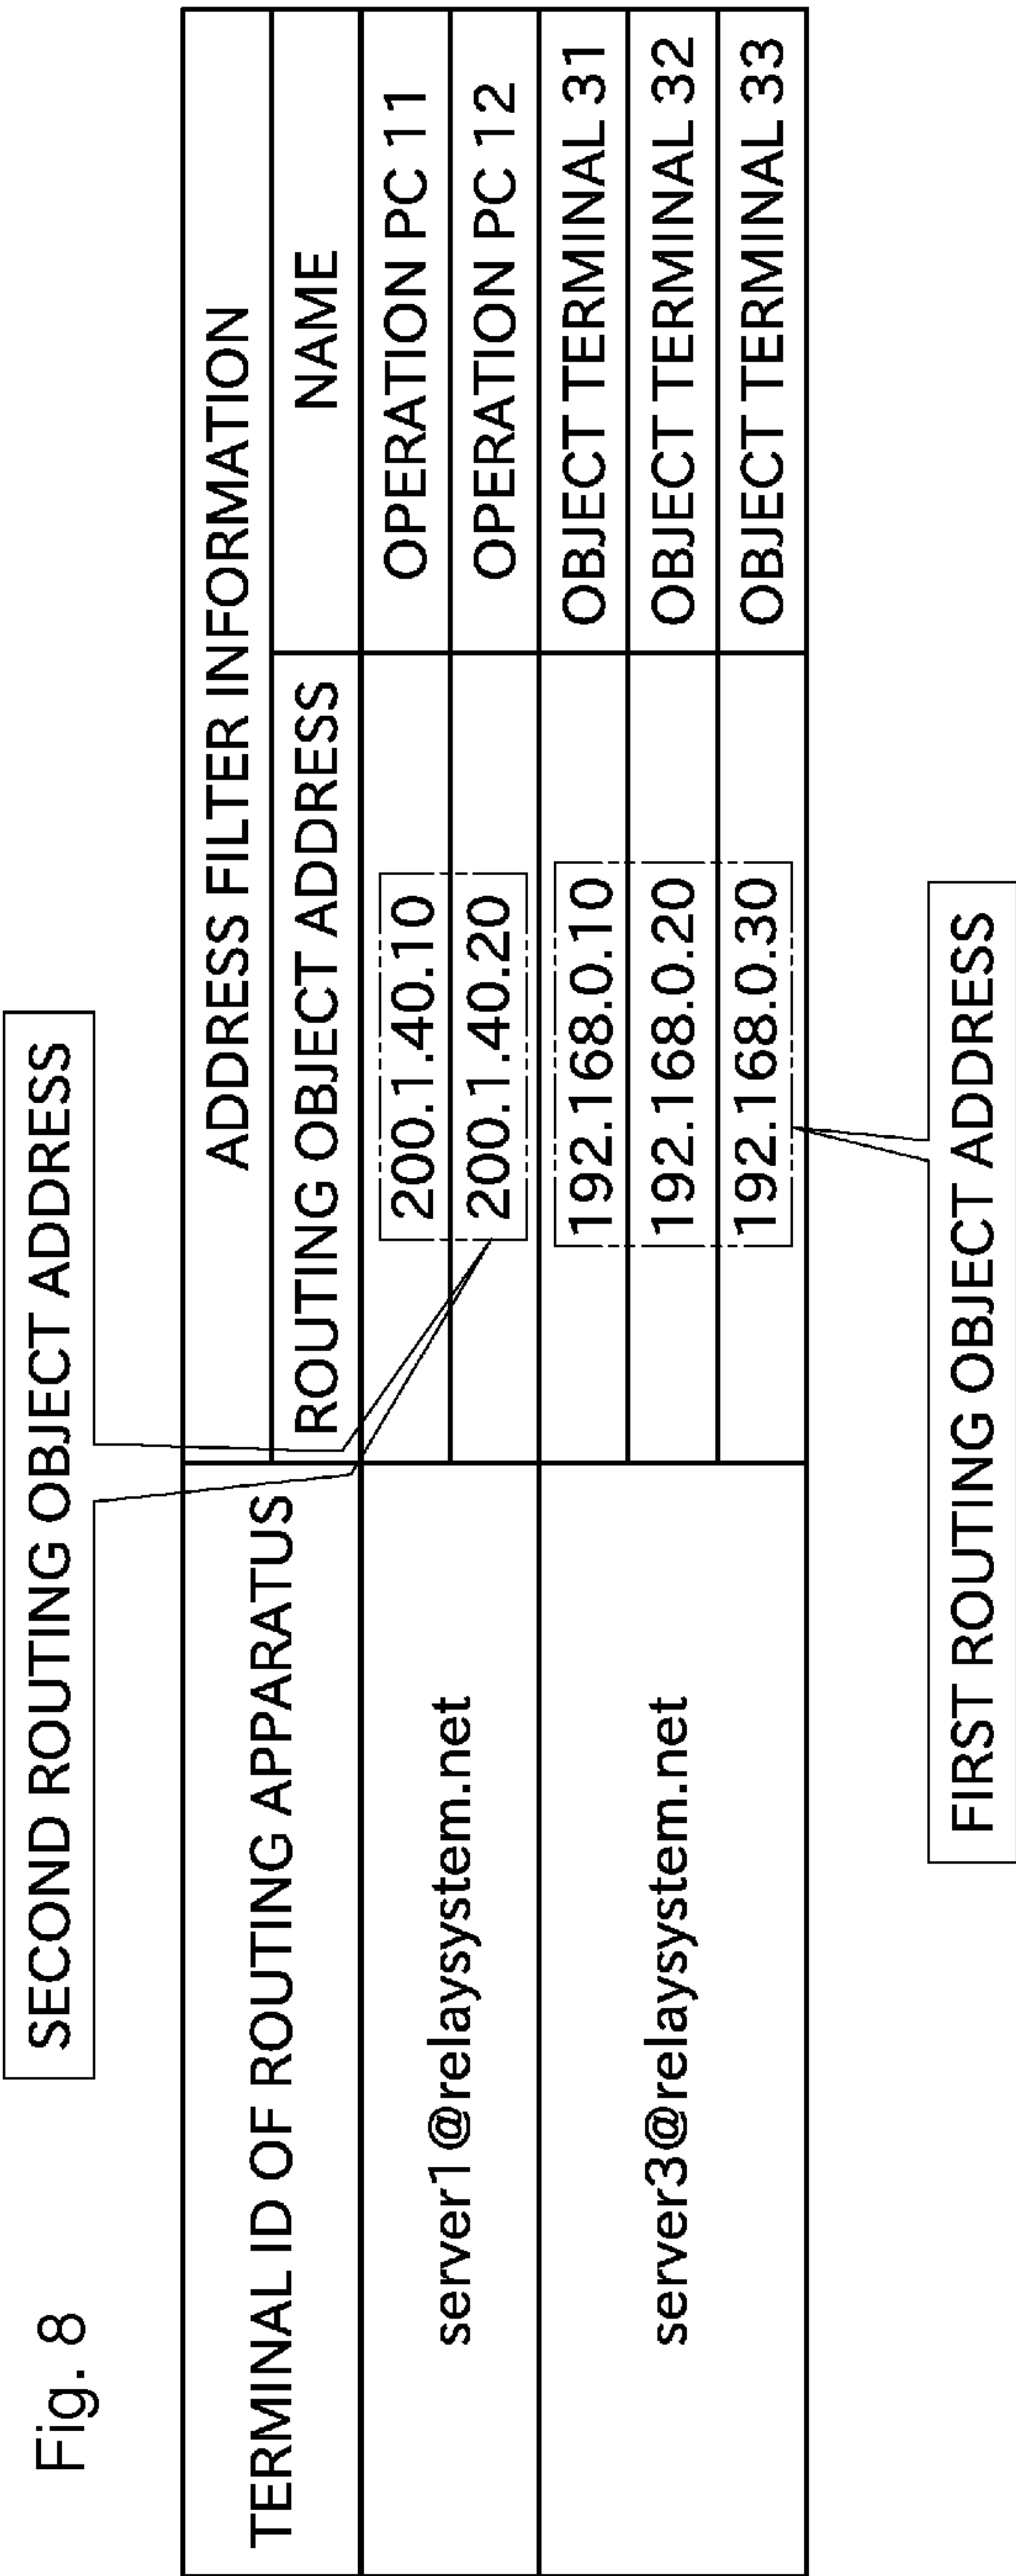 Fig. 8
SECOND ROUTING OBJECT ADDRESS
TERMINAL ID OF ROUTING APPARATUS
ADDRESS FILTER INFORMATION
ROUTING OBJECT ADDRESS
NAME
server1@relaysystem.net
200.1.40.10
OPERATION PC 11
200.1.40.20
OPERATION PC 12
server3@relaysystem.net
192.168.0.10
OBJECT TERMINAL 31
192.168.0.20
OBJECT TERMINAL 32
192.168.0.30
OBJECT TERMINAL 33
FIRST ROUTING OBJECT ADDRESS